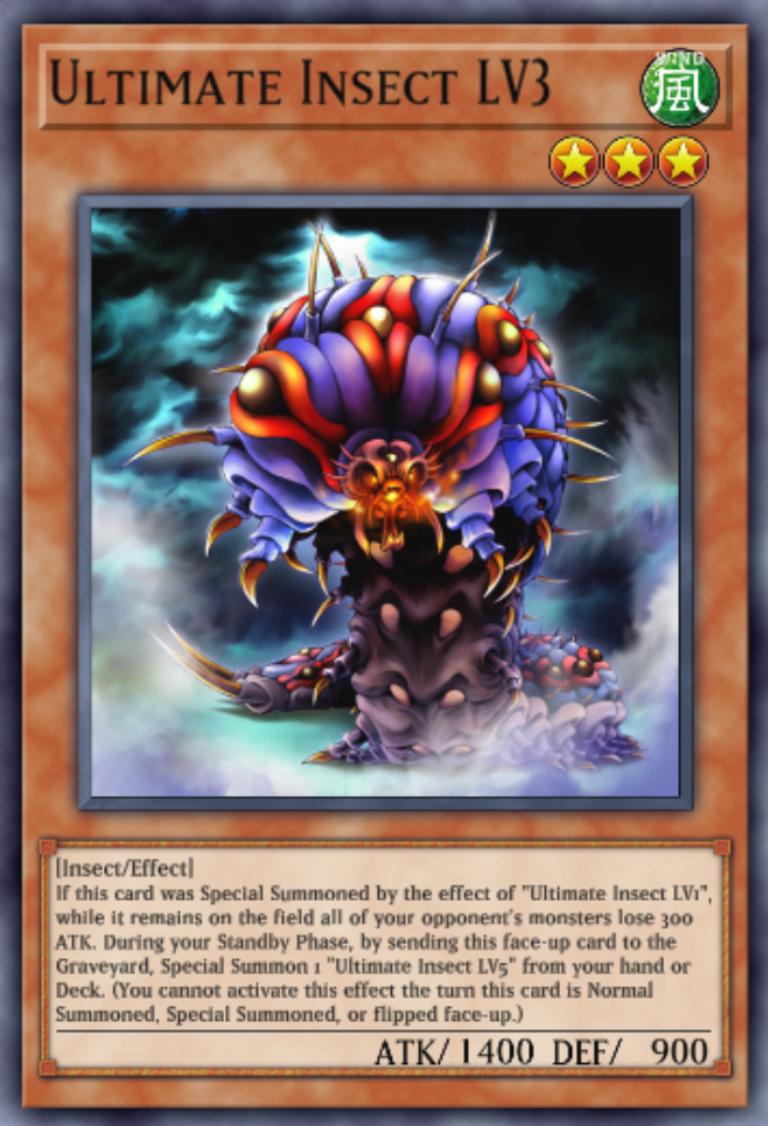 Ultimate Insect LV3
WIND
風
[Insect/Effect]
If this card was Special Summoned by the effect of "Ultimate Insect LV1",
while it remains on the field all of your opponent's monsters lose 300
ATK. During your Standby Phase, by sending this face-up card to the
Graveyard, Special Summon 1 "Ultimate Insect LV5" from your hand or
Deck. (You cannot activate this effect the turn this card is Normal
Summoned, Special Summoned, or flipped face-up.)
ATK/ 1400 DEF/ 900